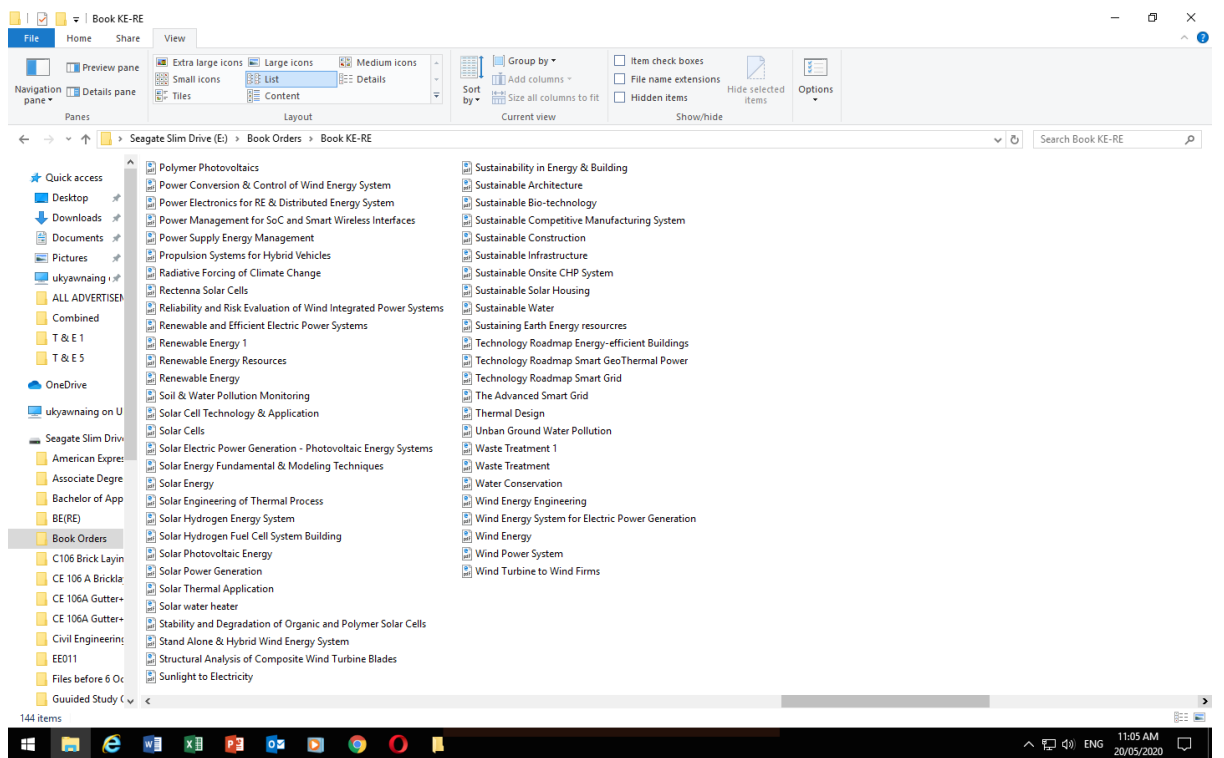 Book KE-RE
File Home Share View
Navigation pane
Preview pane
Details pane
Panes
Extra large icons Large icons Medium icons
Small icons List Details
Tiles Content
Layout
Sort by
Group by
Add columns
Size all columns to fit
Current view
Item check boxes
File name extensions
Hidden items
Hide selected items
Show/hide
Options
Seagate Slim Drive (E:) > Book Orders > Book KE-RE
Search Book KE-RE
Quick access
Desktop
Downloads
Documents
Pictures
ukyawnaing
ALL ADVERTISEN
Combined
T & E 1
T & E 5
OneDrive
ukyawnaing on U
Seagate Slim Driv
American Expres
Associate Degre
Bachelor of App
BE(RE)
Book Orders
C106 Brick Layin
CE 106 A Brickla
CE 106A Gutter+
CE 106A Gutter+
Civil Engineering
EE011
Files before 6 Oc
Guuided Study (
Polymer Photovoltaics
Power Conversion & Control of Wind Energy System
Power Electronics for RE & Distributed Energy System
Power Management for SoC and Smart Wireless Interfaces
Power Supply Energy Management
Propulsion Systems for Hybrid Vehicles
Radiative Forcing of Climate Change
Rectenna Solar Cells
Reliability and Risk Evaluation of Wind Integrated Power Systems
Renewable and Efficient Electric Power Systems
Renewable Energy 1
Renewable Energy Resources
Renewable Energy
Soil & Water Pollution Monitoring
Solar Cell Technology & Application
Solar Cells
Solar Electric Power Generation - Photovoltaic Energy Systems
Solar Energy Fundamental & Modeling Techniques
Solar Energy
Solar Engineering of Thermal Process
Solar Hydrogen Energy System
Solar Hydrogen Fuel Cell System Building
Solar Photovoltaic Energy
Solar Power Generation
Solar Thermal Application
Solar water heater
Stability and Degradation of Organic and Polymer Solar Cells
Stand Alone & Hybrid Wind Energy System
Structural Analysis of Composite Wind Turbine Blades
Sunlight to Electricity
Sustainability in Energy & Building
Sustainable Architecture
Sustainable Bio-technology
Sustainable Competitive Manufacturing System
Sustainable Construction
Sustainable Infrastructure
Sustainable Onsite CHP System
Sustainable Solar Housing
Sustainable Water
Sustaining Earth Energy resourcres
Technology Roadmap Energy-efficient Buildings
Technology Roadmap Smart GeoThermal Power
Technology Roadmap Smart Grid
The Advanced Smart Grid
Thermal Design
Unban Ground Water Pollution
Waste Treatment 1
Waste Treatment
Water Conservation
Wind Energy Engineering
Wind Energy System for Electric Power Generation
Wind Energy
Wind Power System
Wind Turbine to Wind Firms
144 items
ENG
11:05 AM
20/05/2020